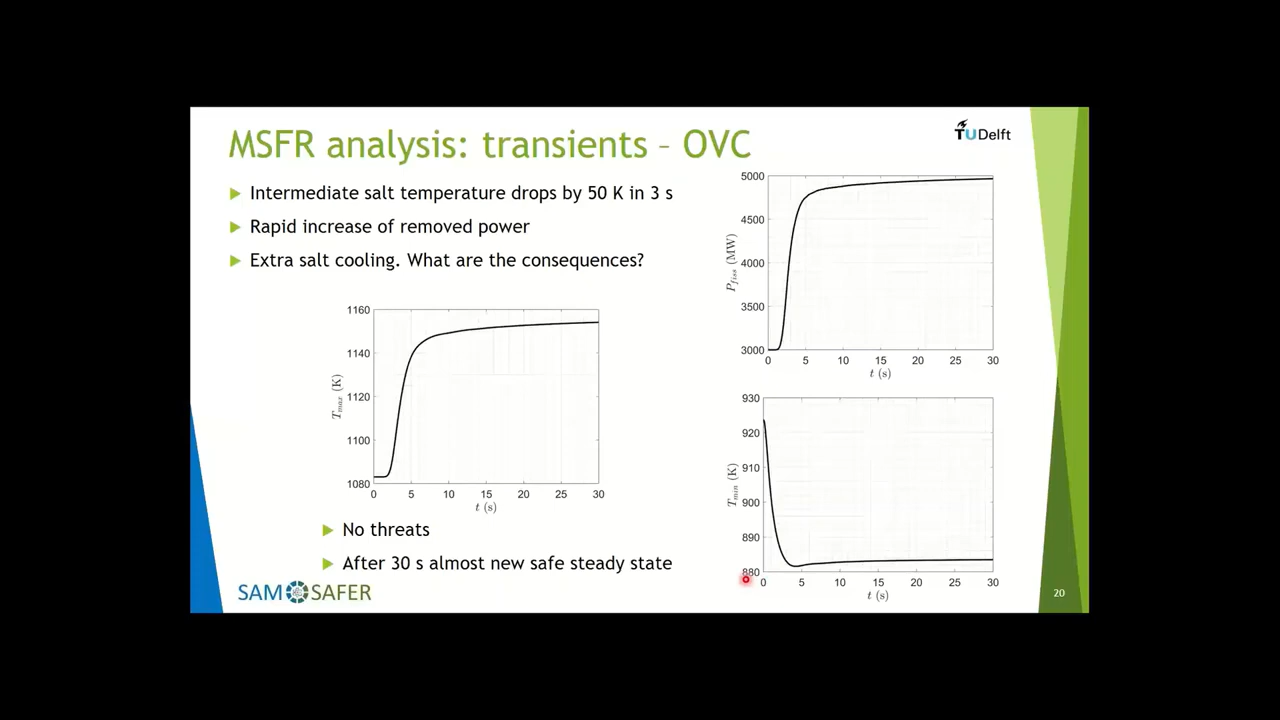 MSFR analysis: transients – OVC
TUDelft
Intermediate salt temperature drops by 50 K in 3 s
Rapid increase of removed power
Extra salt cooling. What are the consequences?
5000
4500
4000
3500
3000
P_fiss (MW)
0 5 10 15 20 25 30
t (s)
1160
1140
1120
1100
1080
T_max (K)
0 5 10 15 20 25 30
t (s)
930
920
910
900
890
880
T_min (K)
0 5 10 15 20 25 30
t (s)
No threats
After 30 s almost new safe steady state
SAMOSAFER
20